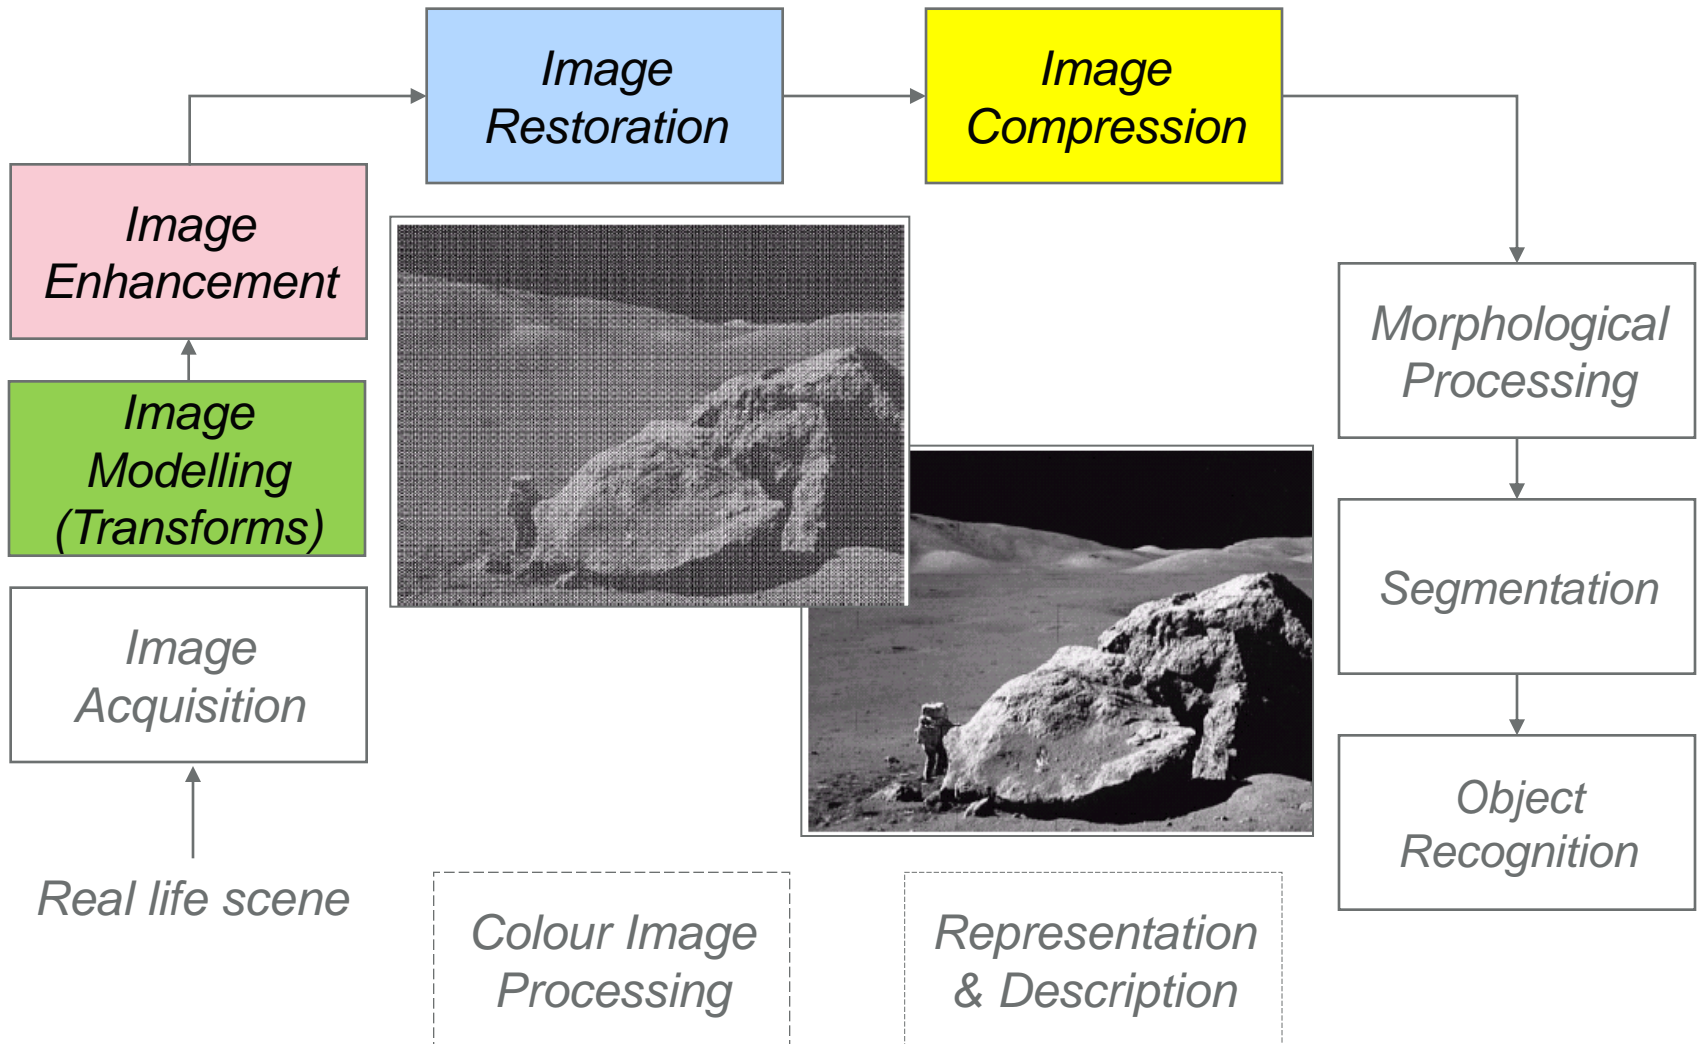 Image
Restoration
Image
Compression
Image
Enhancement
Image
Modelling
(Transforms)
Image
Acquisition
Real life scene
Morphological
Processing
Segmentation
Object
Recognition
Colour Image
Processing
Representation
& Description